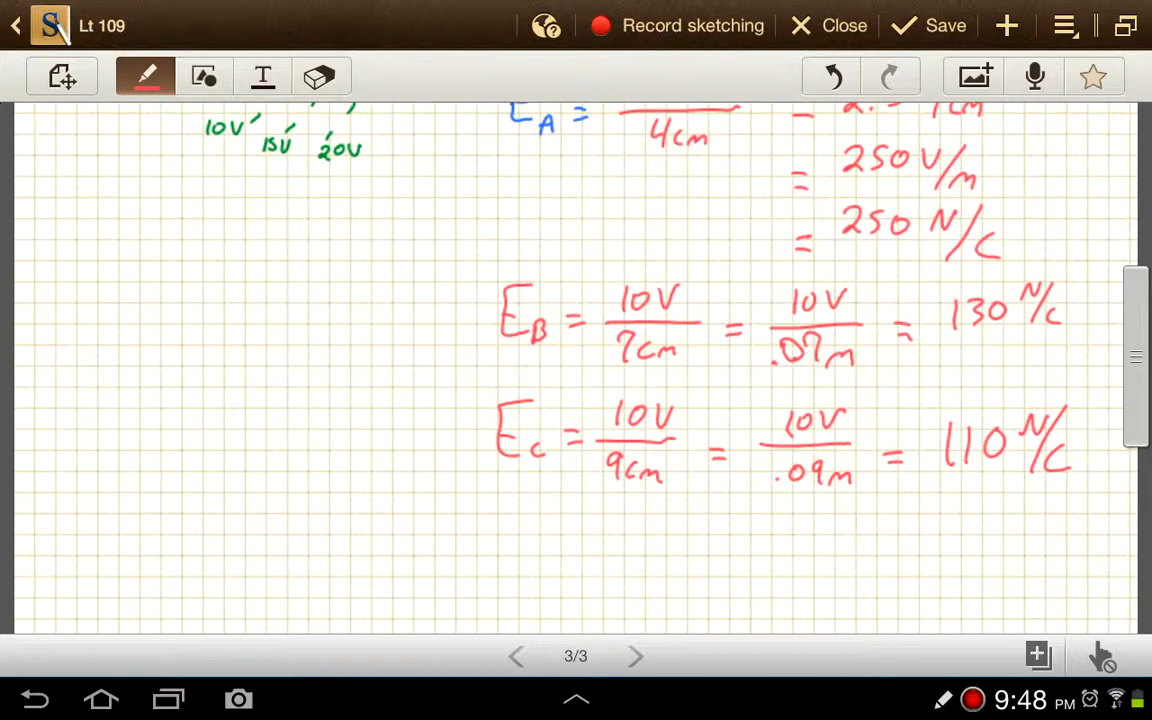 Lt 109
Record sketching
Close
Save
10V
15V
20V
E_A =
4cm
=
= 250 V/m
= 250 N/C
E_B = 10V / 7cm = 10V / .07m = 130 N/C
E_C = 10V / 9cm = 10V / .09m = 110 N/C
3/3
9:48 PM